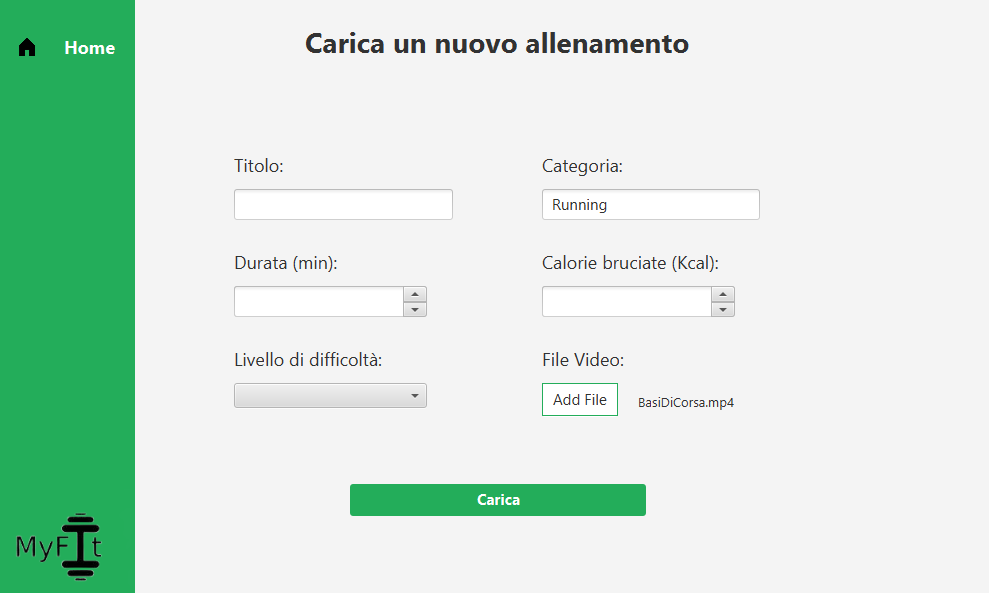 Home
Carica un nuovo allenamento
Titolo:
Categoria:
Running
Durata (min):
Calorie bruciate (Kcal):
Livello di difficoltà:
File Video:
Add File
BasiDiCorsa.mp4
Carica
MyFIt